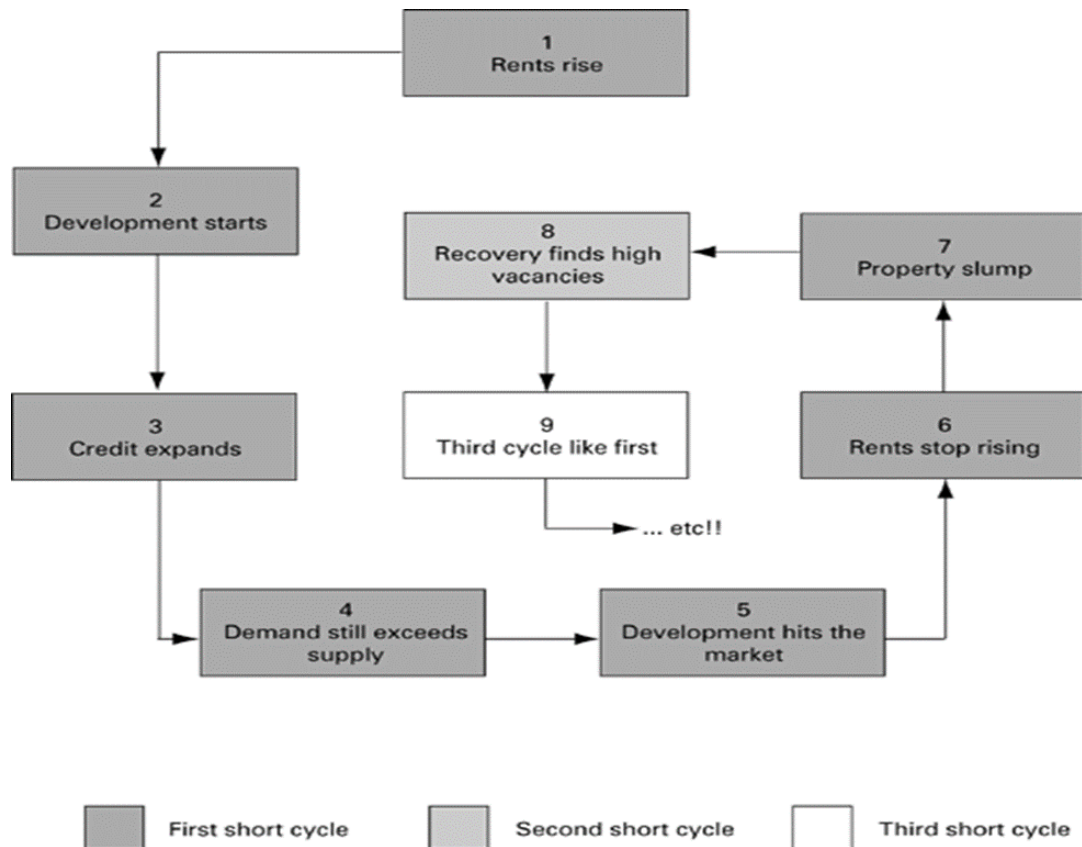 1
Rents rise
2
Development starts
3
Credit expands
4
Demand still exceeds
supply
5
Development hits the
market
6
Rents stop rising
7
Property slump
8
Recovery finds high
vacancies
9
Third cycle like first
... etc!!
First short cycle
Second short cycle
Third short cycle